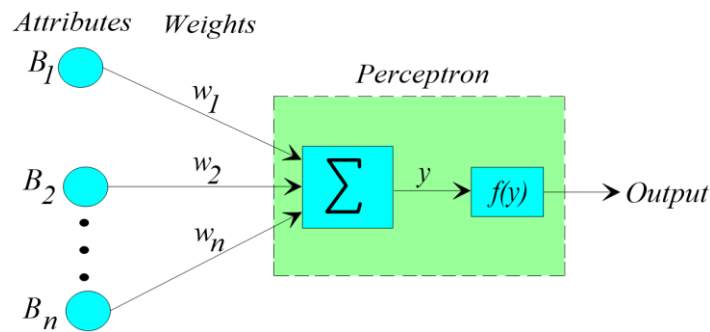 Attributes Weights
B1
w1
Perceptron
B2
w2
∑
y
f(y)
Output
wn
Bn